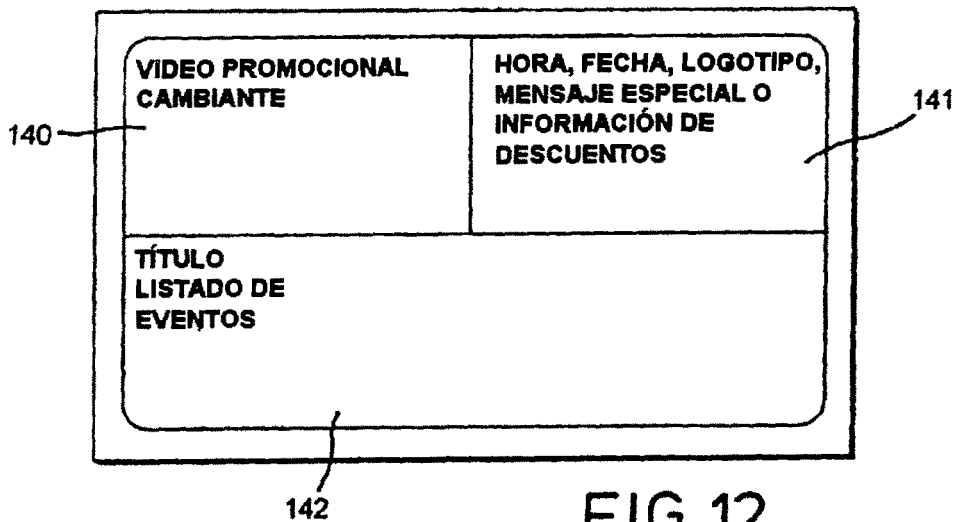 VIDEO PROMOCIONAL
CAMBIANTE
HORA, FECHA, LOGOTIPO,
MENSAJE ESPECIAL O
INFORMACIÓN DE
DESCUENTOS
140
141
TÍTULO
LISTADO DE
EVENTOS
142
FIG. 12